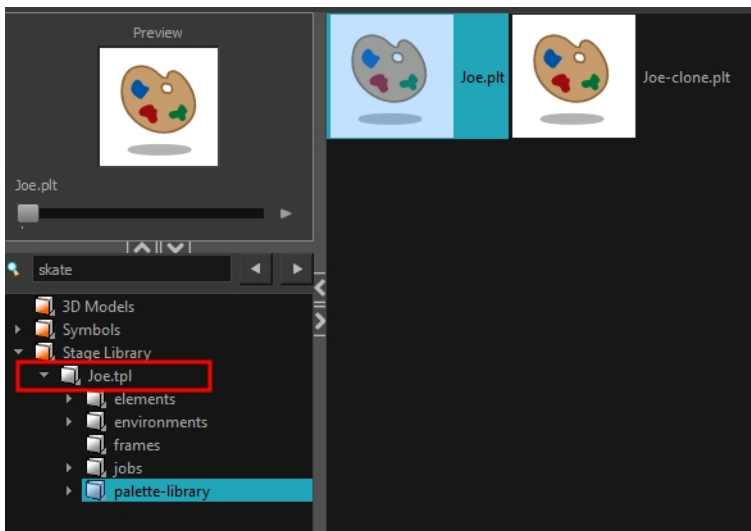 Preview
Joe.plt
skate
3D Models
Symbols
Stage Library
Joe.tpl
elements
environments
frames
jobs
palette-library
Joe.plt
Joe-clone.plt